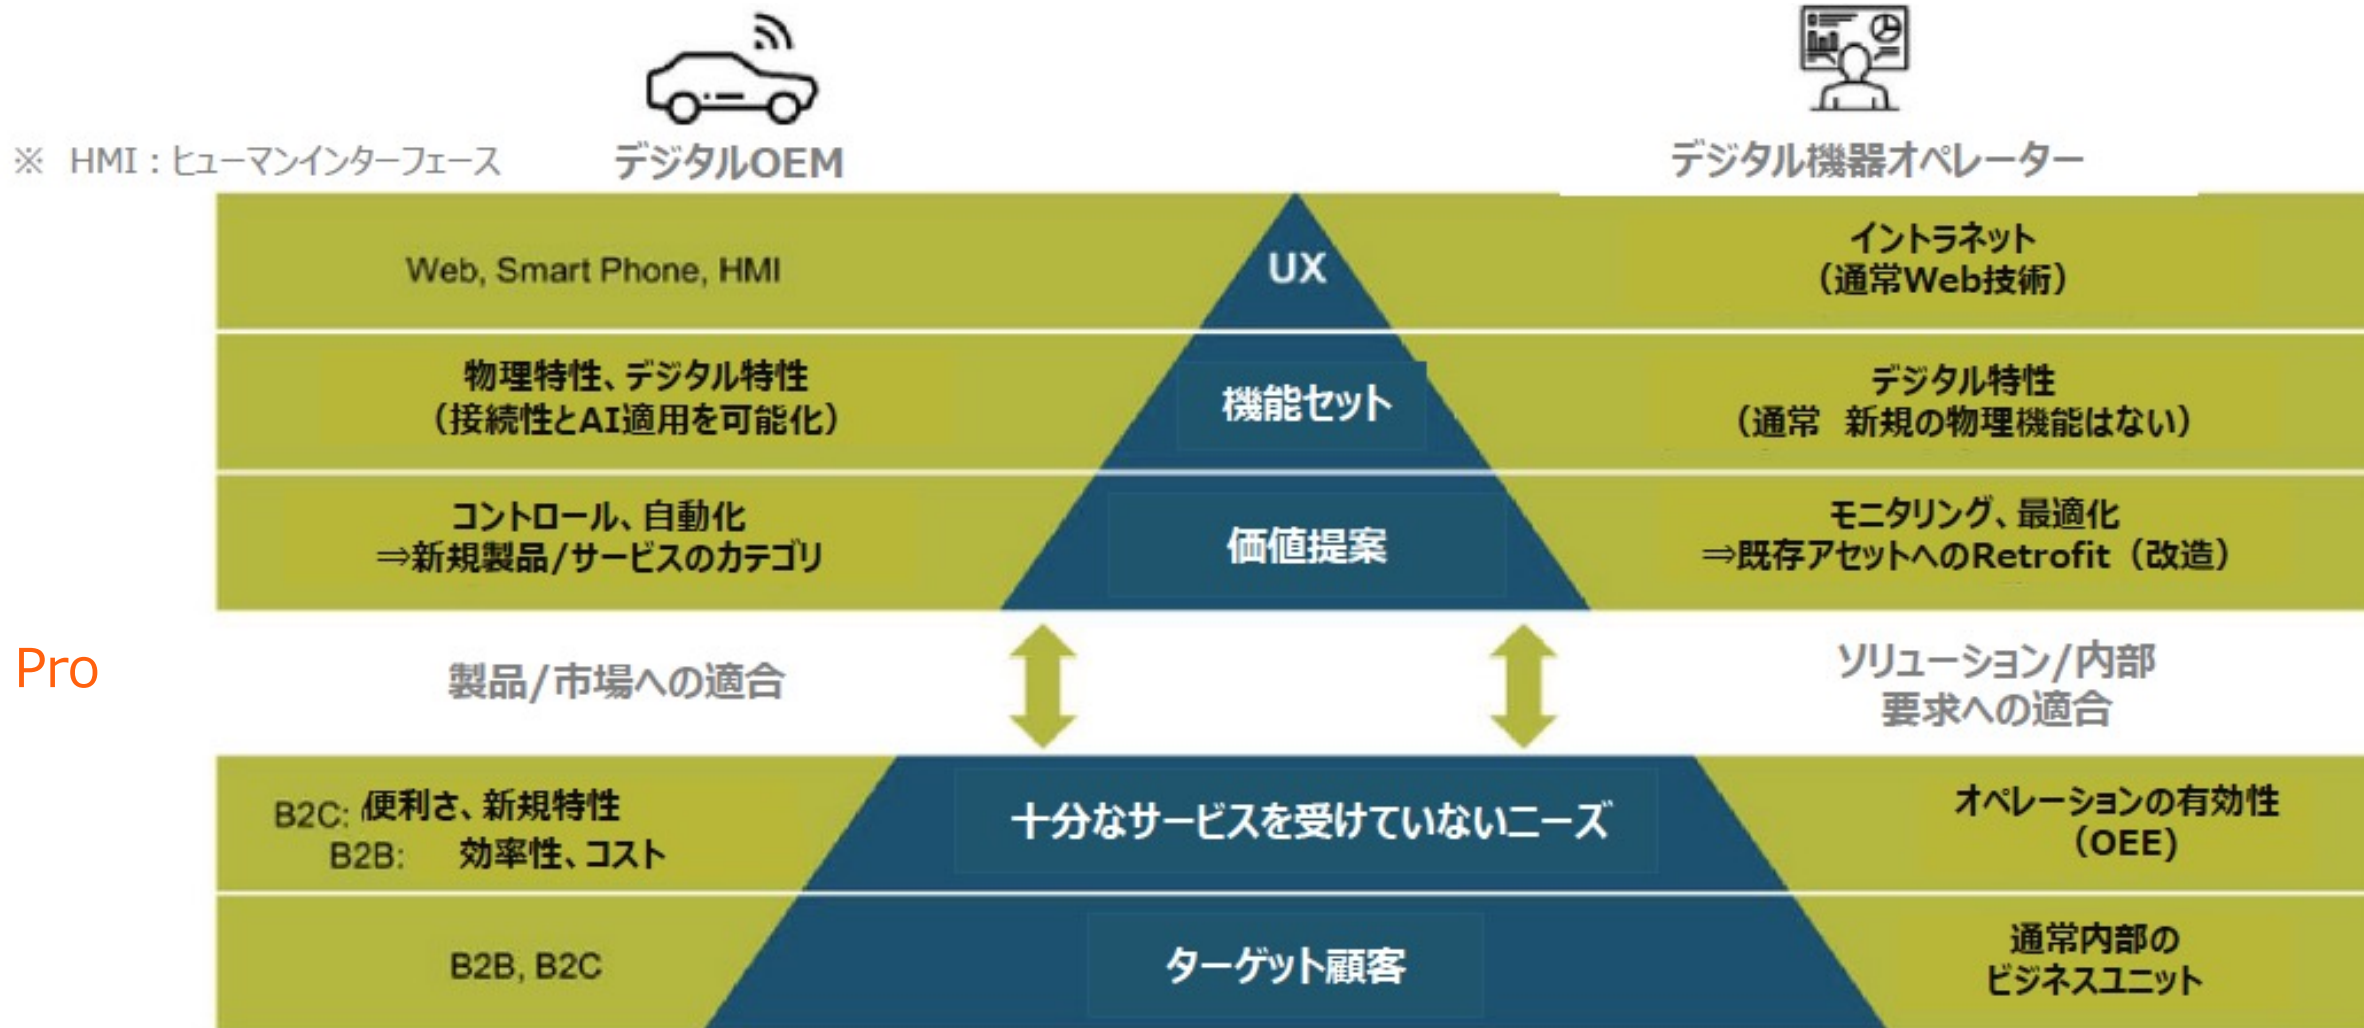 ※ HMI：ヒューマンインターフェース
デジタルOEM
デジタル機器オペレーター
Web, Smart Phone, HMI
UX
イントラネット
（通常Web技術）
物理特性、デジタル特性
（接続性とAI適用を可能化）
機能セット
デジタル特性
（通常　新規の物理機能はない）
コントロール、自動化
⇒新規製品/サービスのカテゴリ
価値提案
モニタリング、最適化
⇒既存アセットへのRetrofit（改造）
Pro
製品/市場への適合
ソリューション/内部
要求への適合
B2C: 便利さ、新規特性
B2B: 効率性、コスト
十分なサービスを受けていないニーズ
オペレーションの有効性
（OEE)
B2B, B2C
ターゲット顧客
通常内部の
ビジネスユニット